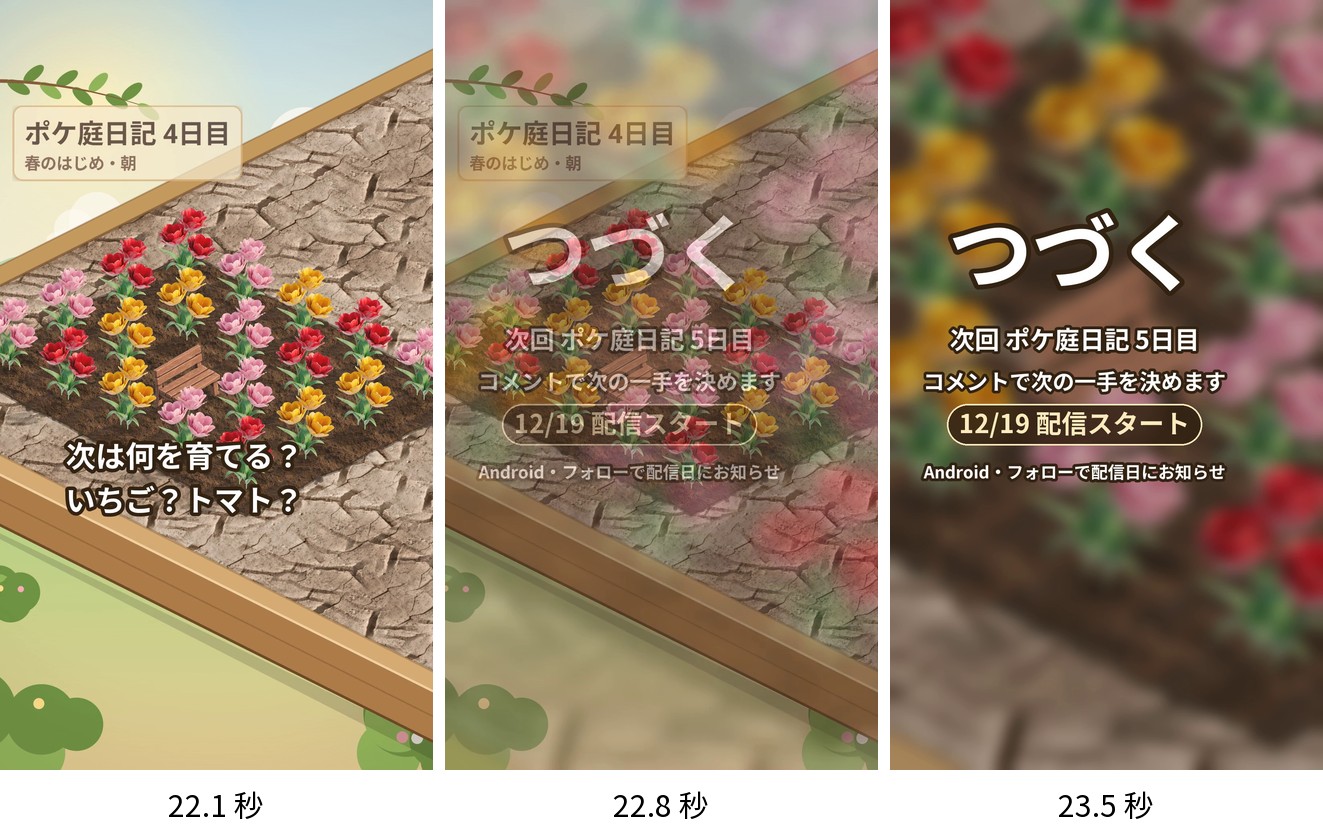 ポケ庭日記 4日目
春のはじめ・朝
次は何を育てる？
いちご？トマト？
22.1 秒
ポケ庭日記 4日目
春のはじめ・朝
つづく
次回 ポケ庭日記 5日目
コメントで次の一手を決めます
12/19 配信スタート
Android・フォローで配信日にお知らせ
22.8 秒
つづく
次回 ポケ庭日記 5日目
コメントで次の一手を決めます
12/19 配信スタート
Android・フォローで配信日にお知らせ
23.5 秒